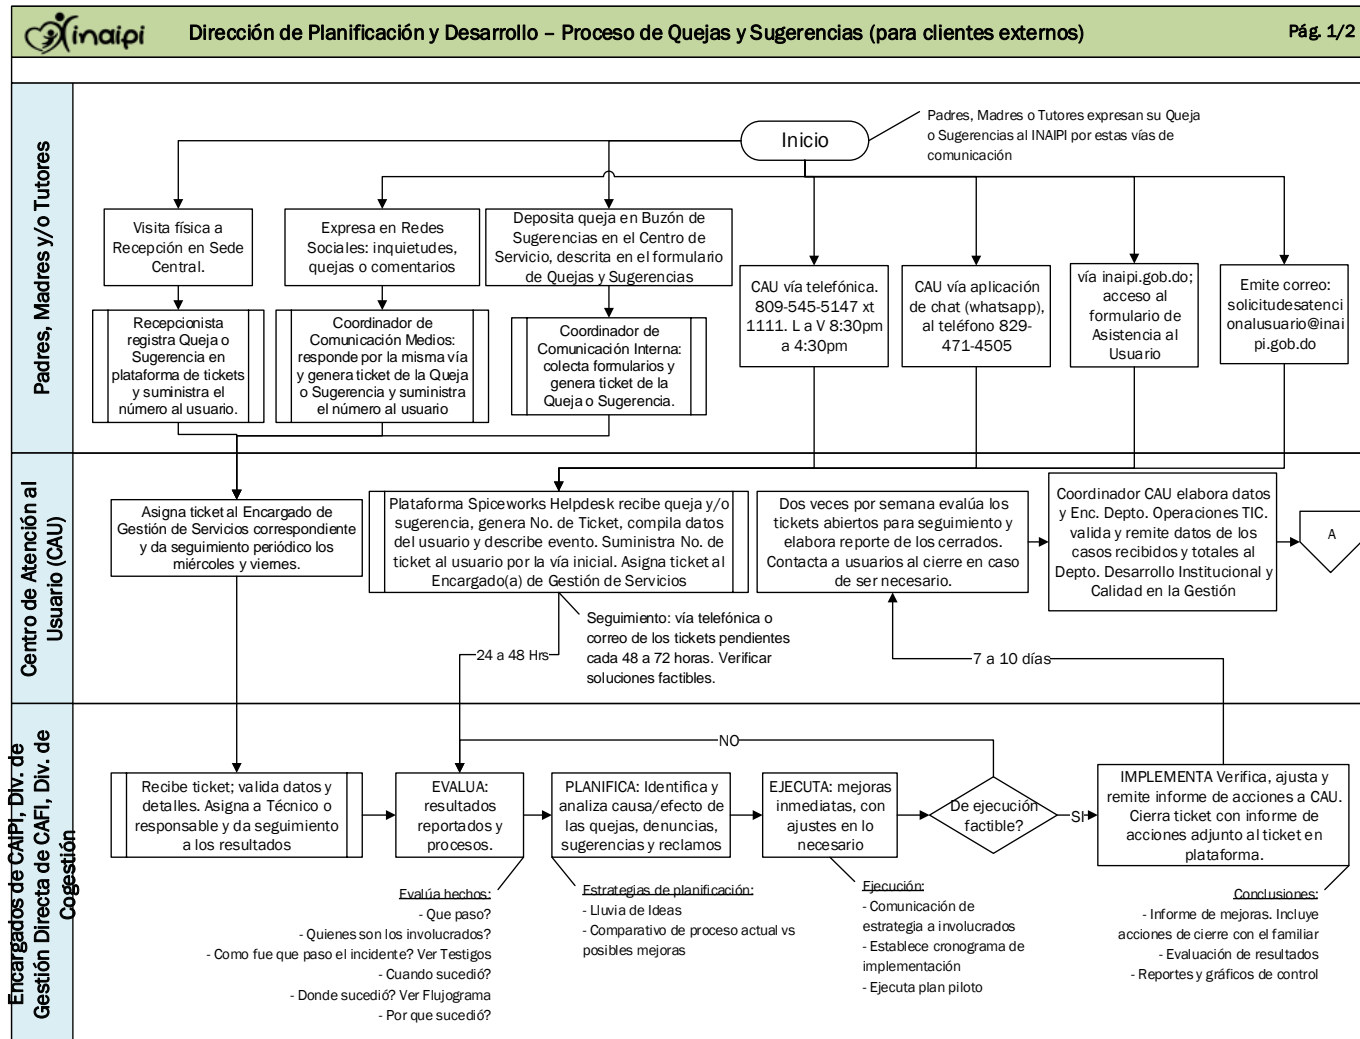 inaipi
Dirección de Planificación y Desarrollo – Proceso de Quejas y Sugerencias (para clientes externos)
Pág. 1/2
Padres, Madres y/o Tutores
Inicio
Padres, Madres o Tutores expresan su Queja
o Sugerencias al INAIPI por estas vías de
comunicación
Visita física a
Recepción en Sede
Central.
Expresa en Redes
Sociales: inquietudes,
quejas o comentarios
Deposita queja en Buzón de
Sugerencias en el Centro de
Servicio, descrita en el formulario
de Quejas y Sugerencias
CAU vía telefónica.
809-545-5147 xt
1111. L a V 8:30pm
a 4:30pm
CAU vía aplicación
de chat (whatsapp),
al teléfono 829-
471-4505
vía inaipi.gob.do;
acceso al
formulario de
Asistencia al
Usuario
Emite correo:
solicitudesatenci
onalusuario@inai
pi.gob.do
Recepcionista
registra Queja o
Sugerencia en
plataforma de tickets
y suministra el
número al usuario.
Coordinador de
Comunicación Medios:
responde por la misma vía
y genera ticket de la Queja
o Sugerencia y suministra
el número al usuario
Coordinador de
Comunicación Interna:
colecta formularios y
genera ticket de la
Queja o Sugerencia.
Centro de Atención al
Usuario (CAU)
Asigna ticket al Encargado de
Gestión de Servicios correspondiente
y da seguimiento periódico los
miércoles y viernes.
Plataforma Spiceworks Helpdesk recibe queja y/o
sugerencia, genera No. de Ticket, compila datos
del usuario y describe evento. Suministra No. de
ticket al usuario por la vía inicial. Asigna ticket al
Encargado(a) de Gestión de Servicios
Dos veces por semana evalúa los
tickets abiertos para seguimiento y
elabora reporte de los cerrados.
Contacta a usuarios al cierre en caso
de ser necesario.
Coordinador CAU elabora datos
y Enc. Depto. Operaciones TIC.
valida y remite datos de los
casos recibidos y totales al
Depto. Desarrollo Institucional y
Calidad en la Gestión
A
Seguimiento: vía telefónica o
correo de los tickets pendientes
cada 48 a 72 horas. Verificar
soluciones factibles.
24 a 48 Hrs
7 a 10 días
Encargados de CAIPI, Div. de
Gestión Directa de CAFI, Div. de
Cogestión
NO
Recibe ticket; valida datos y
detalles. Asigna a Técnico o
responsable y da seguimiento
a los resultados
EVALUA:
resultados
reportados y
procesos.
PLANIFICA: Identifica y
analiza causa/efecto de
las quejas, denuncias,
sugerencias y reclamos
EJECUTA: mejoras
inmediatas, con
ajustes en lo
necesario
De ejecución
factible?
SI
IMPLEMENTA Verifica, ajusta y
remite informe de acciones a CAU.
Cierra ticket con informe de
acciones adjunto al ticket en
plataforma.
Evalúa hechos:
- Que paso?
- Quienes son los involucrados?
- Como fue que paso el incidente? Ver Testigos
- Cuando sucedió?
- Donde sucedió? Ver Flujograma
- Por que sucedió?
Estrategias de planificación:
- Lluvia de Ideas
- Comparativo de proceso actual vs
posibles mejoras
Ejecución:
- Comunicación de
estrategia a involucrados
- Establece cronograma de
implementación
- Ejecuta plan piloto
Conclusiones:
- Informe de mejoras. Incluye
acciones de cierre con el familiar
- Evaluación de resultados
- Reportes y gráficos de control